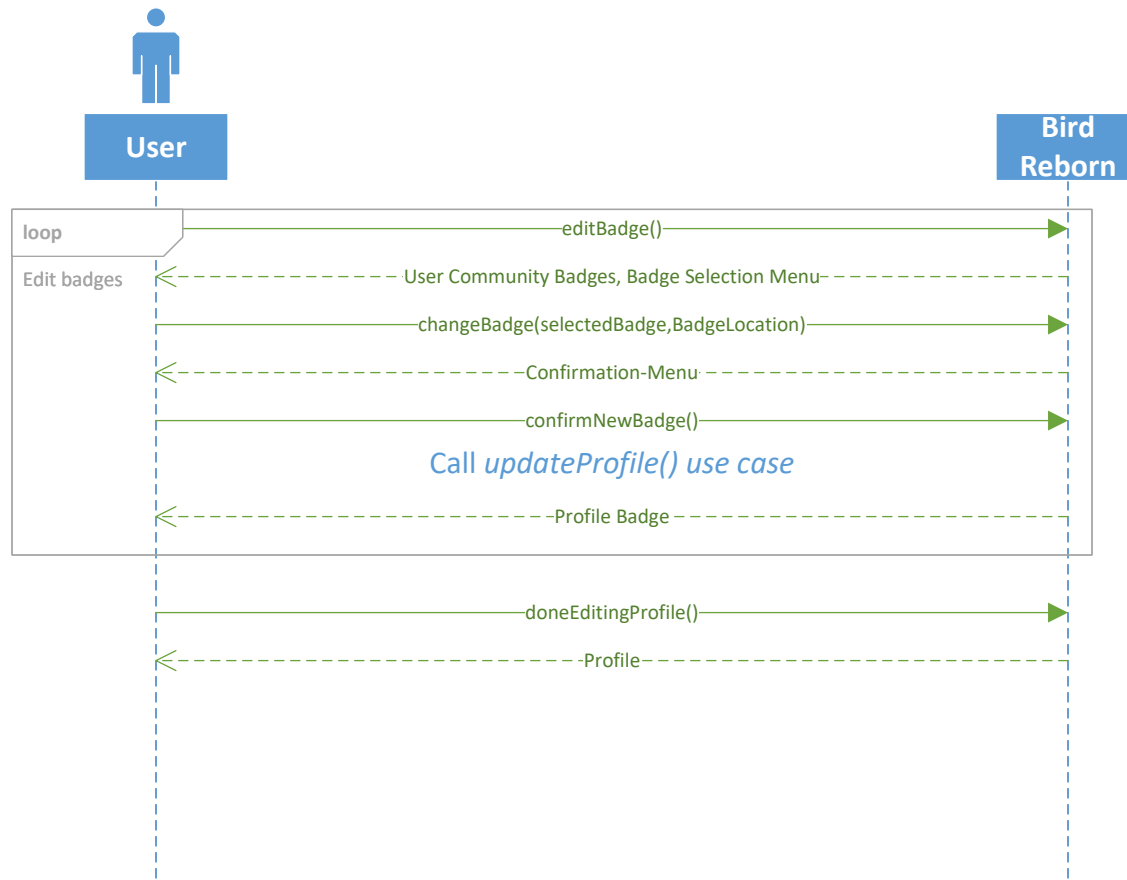 User
Bird
Reborn
loop
editBadge()
Edit badges
User Community Badges, Badge Selection Menu
changeBadge(selectedBadge,BadgeLocation)
Confirmation-Menu
confirmNewBadge()
Call updateProfile() use case
Profile Badge
doneEditingProfile()
Profile